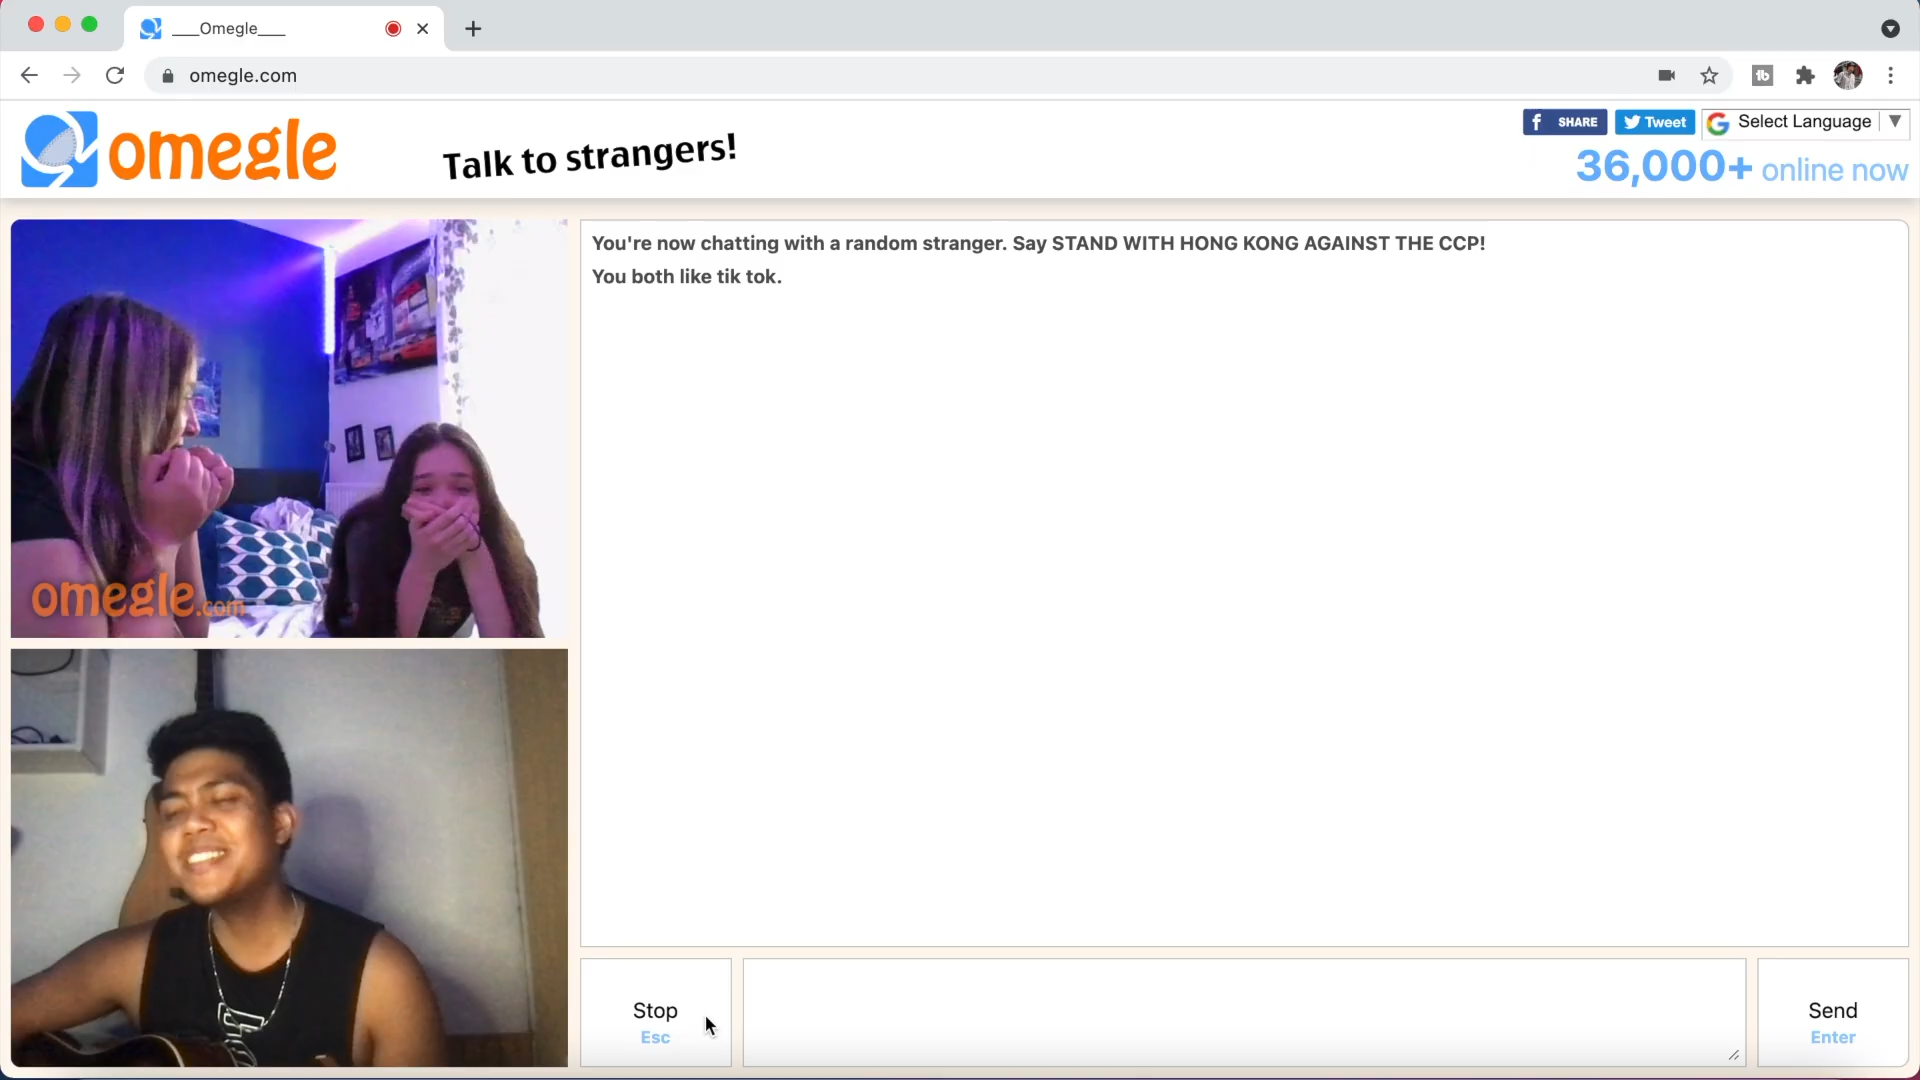 ___Omegle___
omegle.com
omegle
Talk to strangers!
f SHARE
Tweet
G Select Language ▼
36,000+ online now
omegle.com
You're now chatting with a random stranger. Say STAND WITH HONG KONG AGAINST THE CCP!
You both like tik tok.
Stop
Esc
Send
Enter